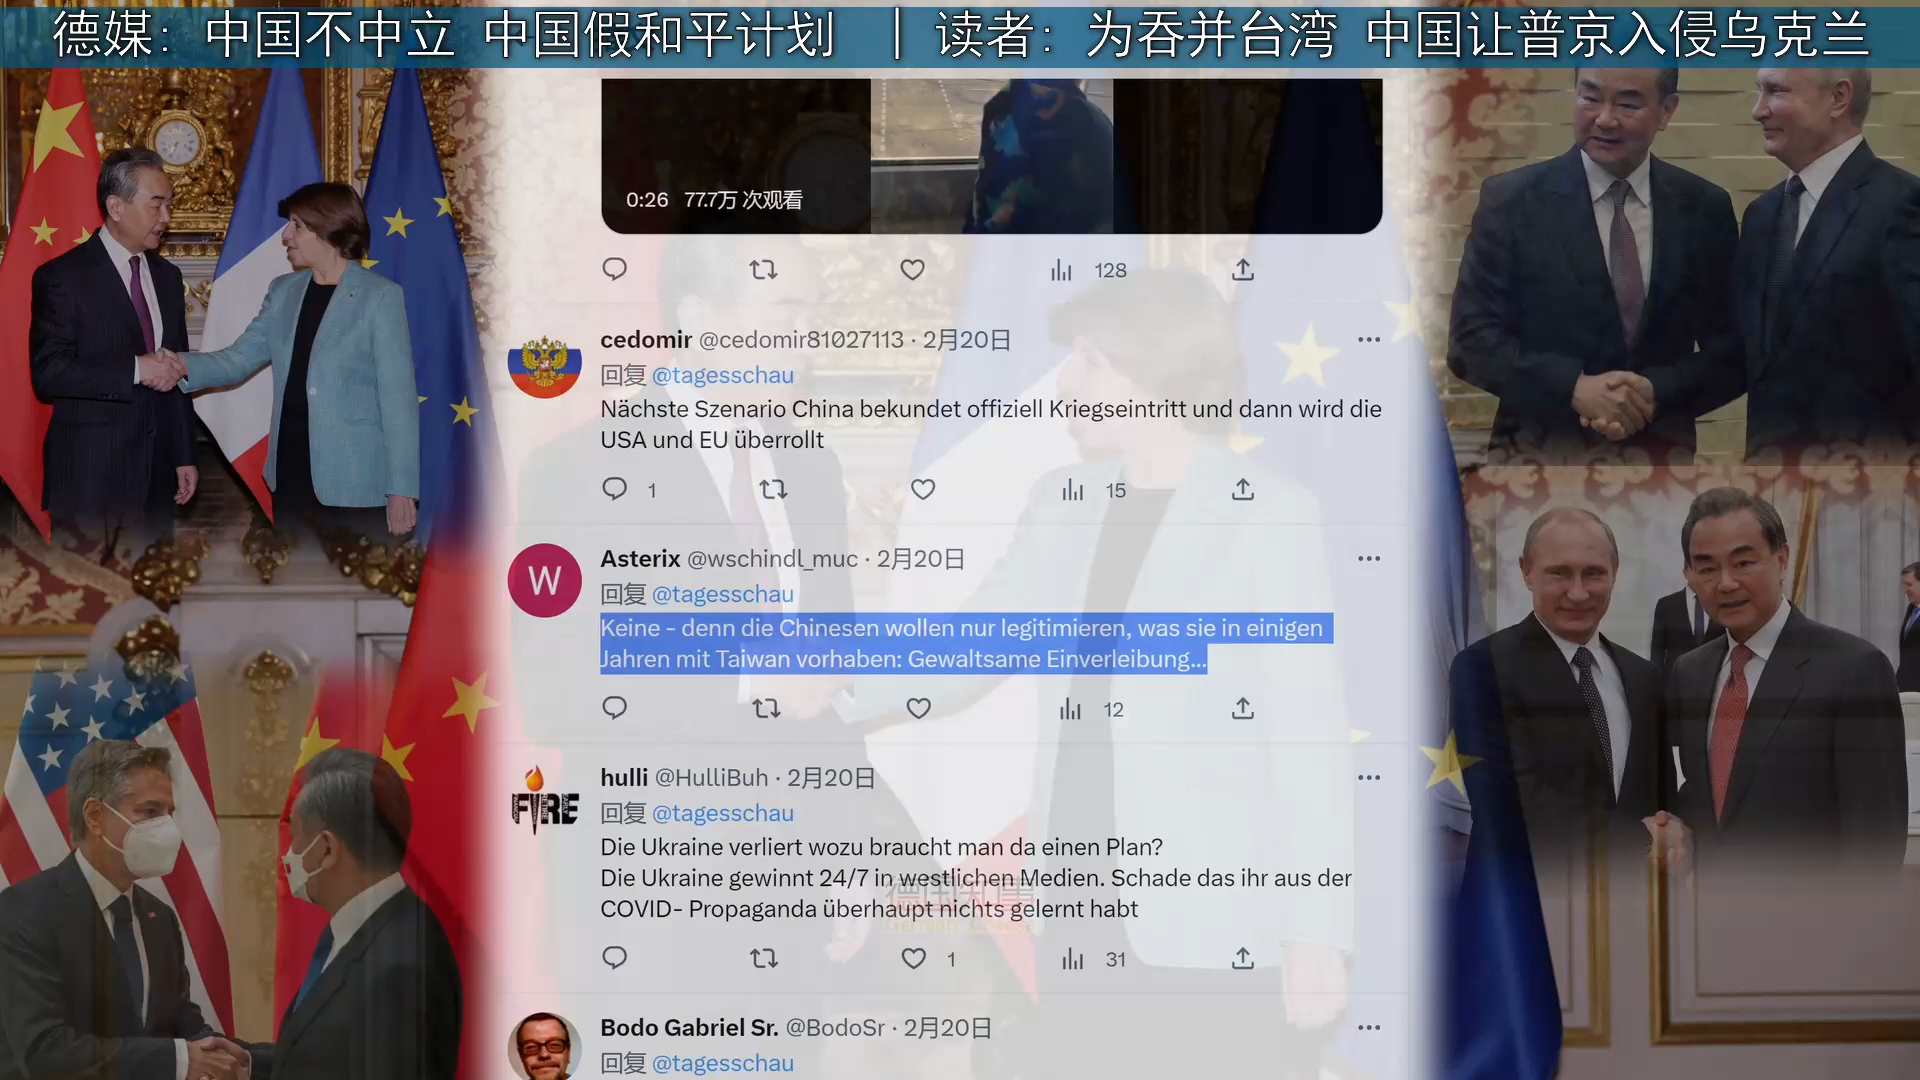 德媒：中国不中立 中国假和平计划 ｜ 读者：为吞并台湾 中国让普京入侵乌克兰
0:26 77.7万 次观看
128
cedomir @cedomir81027113 · 2月20日
回复 @tagesschau
Nächste Szenario China bekundet offiziell Kriegseintritt und dann wird die
USA und EU überrollt
1 15
W
Asterix @wschindl_muc · 2月20日
回复 @tagesschau
Keine - denn die Chinesen wollen nur legitimieren, was sie in einigen
Jahren mit Taiwan vorhaben: Gewaltsame Einverleibung...
12
FIRE
hulli @HulliBuh · 2月20日
回复 @tagesschau
Die Ukraine verliert wozu braucht man da einen Plan?
Die Ukraine gewinnt 24/7 in westlichen Medien. Schade das ihr aus der
COVID- Propaganda überhaupt nichts gelernt habt
德国知事
1 31
Bodo Gabriel Sr. @BodoSr · 2月20日
回复 @tagesschau